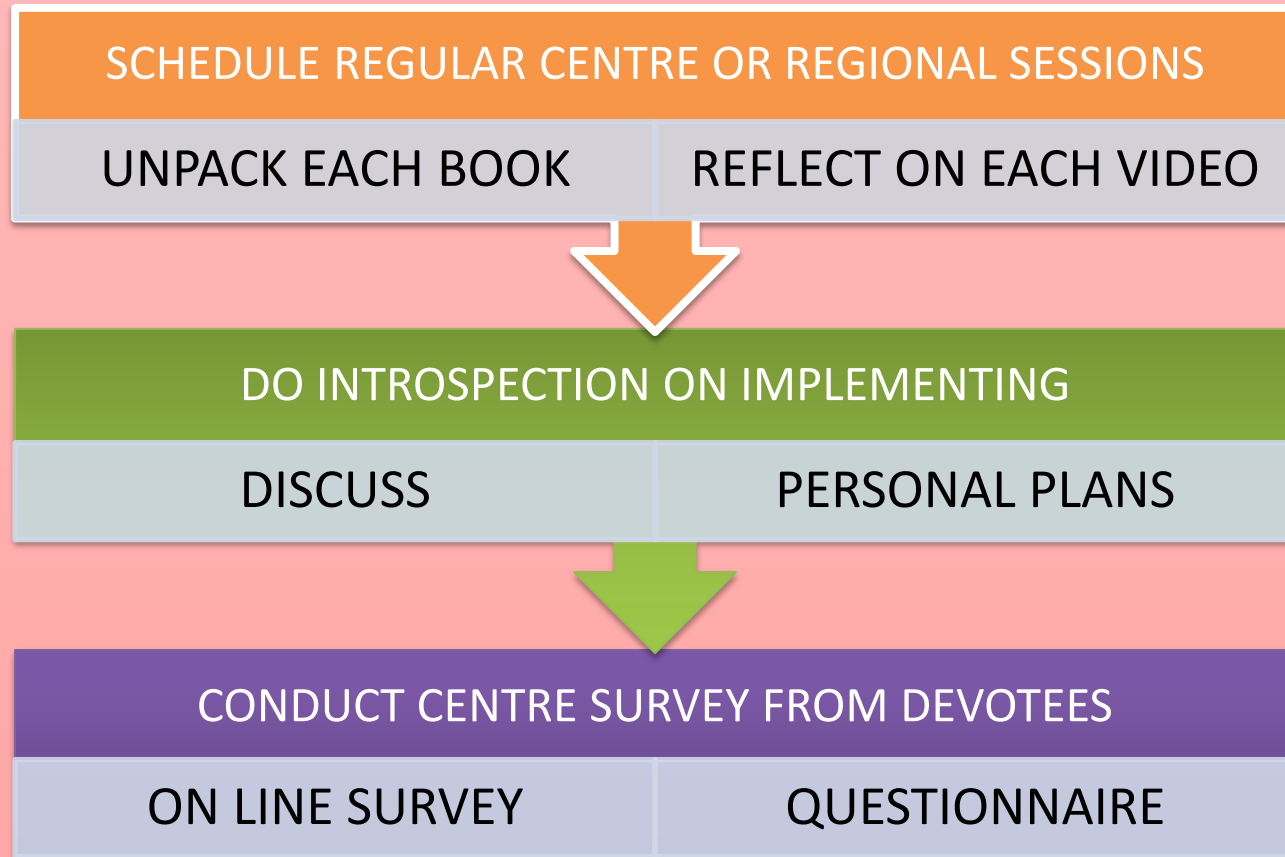 SCHEDULE REGULAR CENTRE OR REGIONAL SESSIONS
UNPACK EACH BOOK
REFLECT ON EACH VIDEO
DO INTROSPECTION ON IMPLEMENTING
DISCUSS
PERSONAL PLANS
CONDUCT CENTRE SURVEY FROM DEVOTEES
ON LINE SURVEY
QUESTIONNAIRE